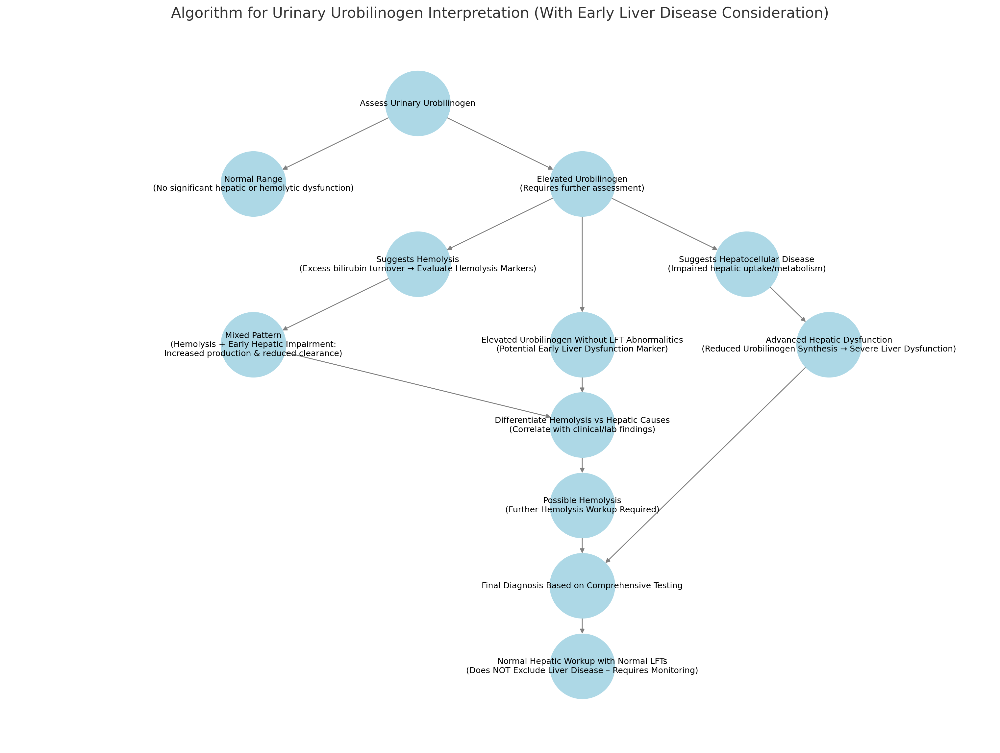 Algorithm for Urinary Urobilinogen Interpretation (With Early Liver Disease Consideration)
Assess Urinary Urobilinogen
Normal Range
(No significant hepatic or hemolytic dysfunction)
Elevated Urobilinogen
(Requires further assessment)
Suggests Hemolysis
(Excess bilirubin turnover → Evaluate Hemolysis Markers)
Suggests Hepatocellular Disease
(Impaired hepatic uptake/metabolism)
Mixed Pattern
(Hemolysis + Early Hepatic Impairment:
Increased production & reduced clearance)
Elevated Urobilinogen Without LFT Abnormalities
(Potential Early Liver Dysfunction Marker)
Advanced Hepatic Dysfunction
(Reduced Urobilinogen Synthesis → Severe Liver Dysfunction)
Differentiate Hemolysis vs Hepatic Causes
(Correlate with clinical/lab findings)
Possible Hemolysis
(Further Hemolysis Workup Required)
Final Diagnosis Based on Comprehensive Testing
Normal Hepatic Workup with Normal LFTs
(Does NOT Exclude Liver Disease – Requires Monitoring)